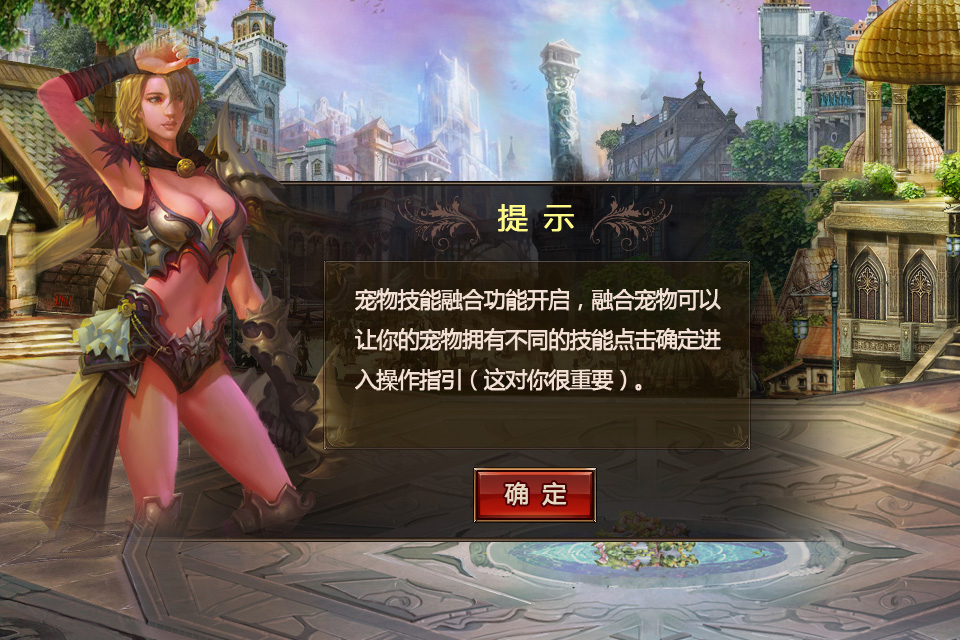 提示
宠物技能融合功能开启，融合宠物可以
让你的宠物拥有不同的技能点击确定进
入操作指引（这对你很重要）。
确定